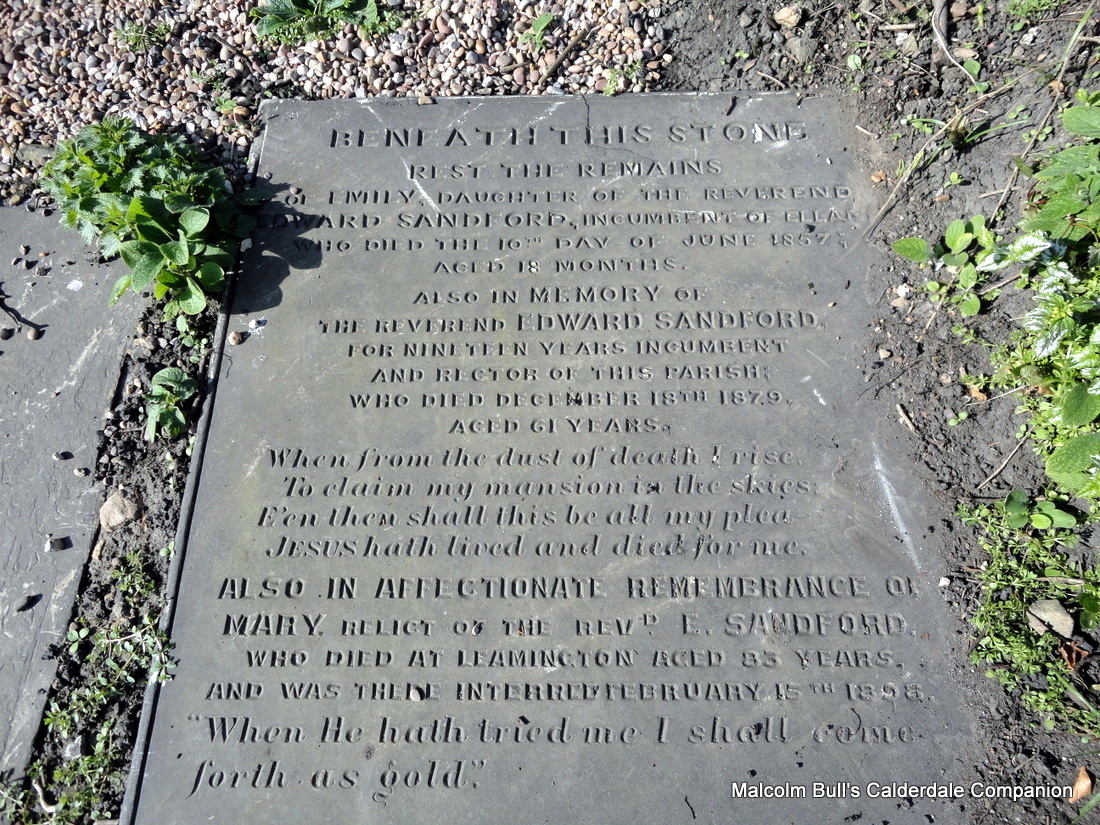 BENEATH THIS STONE
REST THE REMAINS
OF EMILY, DAUGHTER OF THE REVEREND
EDWARD SANDFORD, INCUMBENT OF ELLAND
WHO DIED THE 10TH DAY OF JUNE 1857;
AGED 18 MONTHS.
ALSO IN MEMORY OF
THE REVEREND EDWARD SANDFORD,
FOR NINETEEN YEARS INCUMBENT
AND RECTOR OF THIS PARISH;
WHO DIED DECEMBER 18TH 1879,
AGED 61 YEARS.
When from the dust of death I rise,
To claim my mansion in the skies;
E'en then shall this be all my plea—
JESUS hath lived and died for me.
ALSO IN AFFECTIONATE REMEMBRANCE OF
MARY, RELICT OF THE REVD. E. SANDFORD,
WHO DIED AT LEAMINGTON AGED 83 YEARS,
AND WAS THERE INTERRED FEBRUARY 15TH 1898.
"When He hath tried me I shall come
forth as gold."
Malcolm Bull's Calderdale Companion